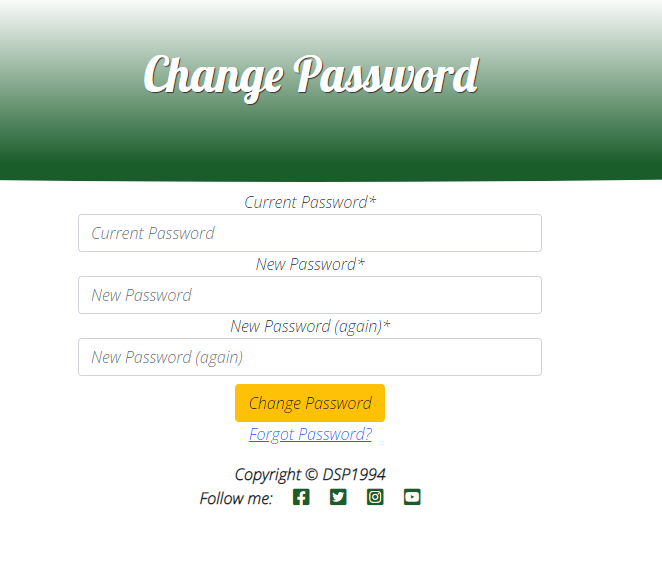 Change Password
Current Password*
Current Password
New Password*
New Password
New Password (again)*
New Password (again)
Change Password
Forgot Password?
Copyright © DSP1994
Follow me: